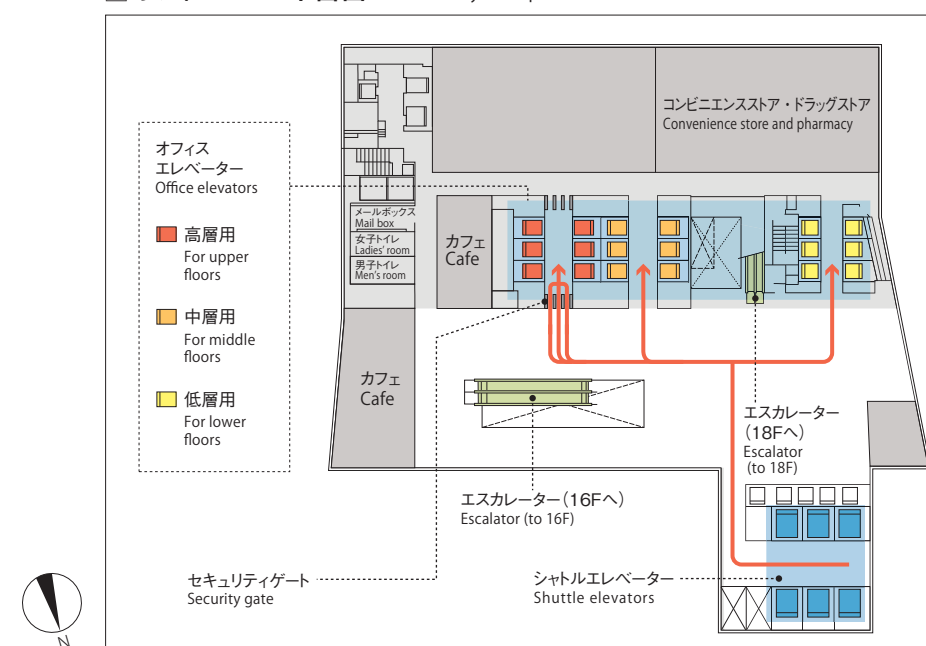 コンビニエンスストア・ドラッグストア
Convenience store and pharmacy
オフィス
エレベーター
Office elevators
高層用
For upper
floors
中層用
For middle
floors
低層用
For lower
floors
メールボックス
Mail box
女子トイレ
Ladies' room
男子トイレ
Men's room
カフェ
Cafe
カフェ
Cafe
エスカレーター
(18Fへ)
Escalator
(to 18F)
エスカレーター(16Fへ)
Escalator (to 16F)
セキュリティゲート
Security gate
シャトルエレベーター
Shuttle elevators
N